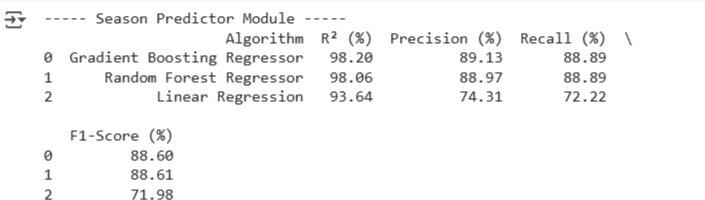 ----- Season Predictor Module -----
Algorithm R² (%) Precision (%) Recall (%) \
0 Gradient Boosting Regressor 98.20 89.13 88.89
1 Random Forest Regressor 98.06 88.97 88.89
2 Linear Regression 93.64 74.31 72.22
F1-Score (%)
0 88.60
1 88.61
2 71.98